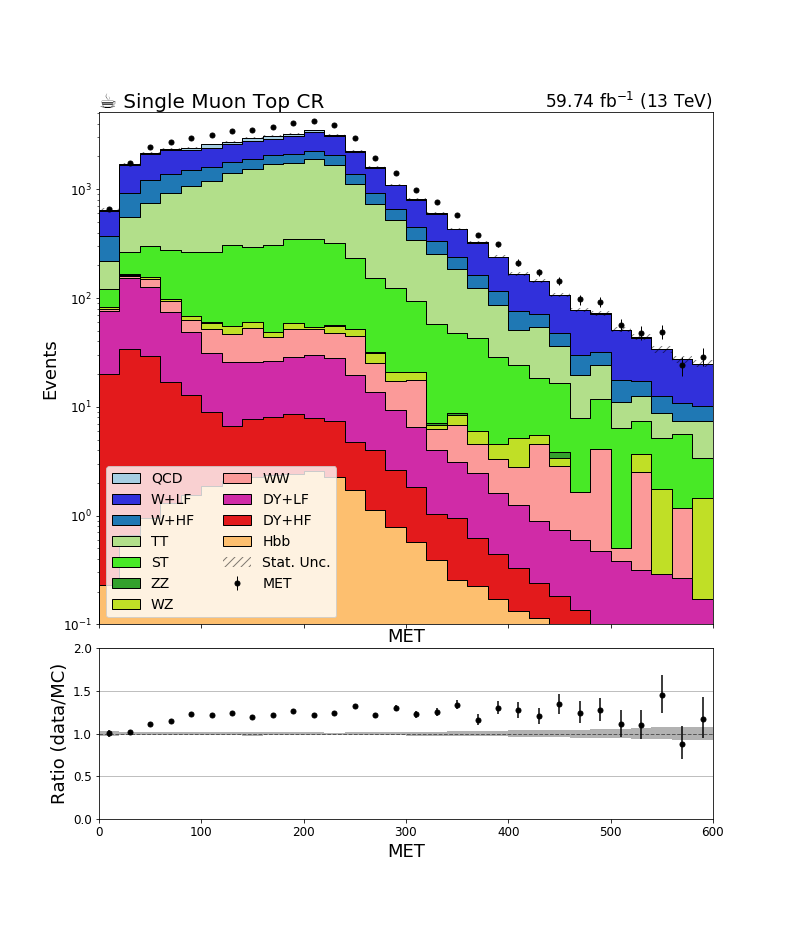 ☕ Single Muon Top CR 59.74 fb⁻¹ (13 TeV)
Events
10³
10²
10¹
10⁰
10⁻¹
QCD WW
W+LF DY+LF
W+HF DY+HF
TT Hbb
ST Stat. Unc.
ZZ MET
WZ
MET
Ratio (data/MC)
2.0
1.5
1.0
0.5
0.0
0 100 200 300 400 500 600
MET